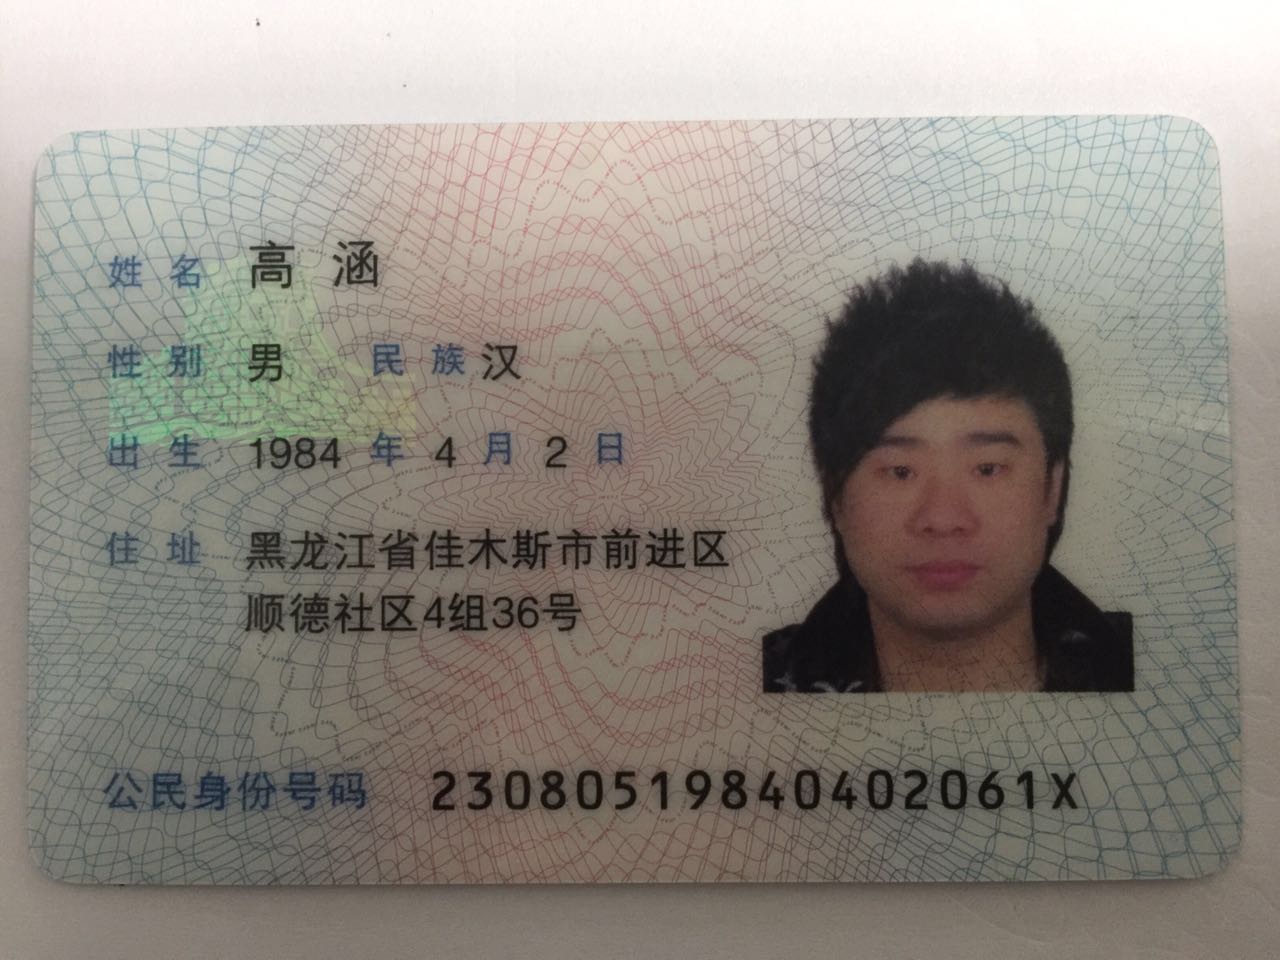 姓名 高涵
性别 男 民族 汉
出生 1984 年 4 月 2 日
住址 黑龙江省佳木斯市前进区
顺德社区4组36号
公民身份号码 23080519840402061X